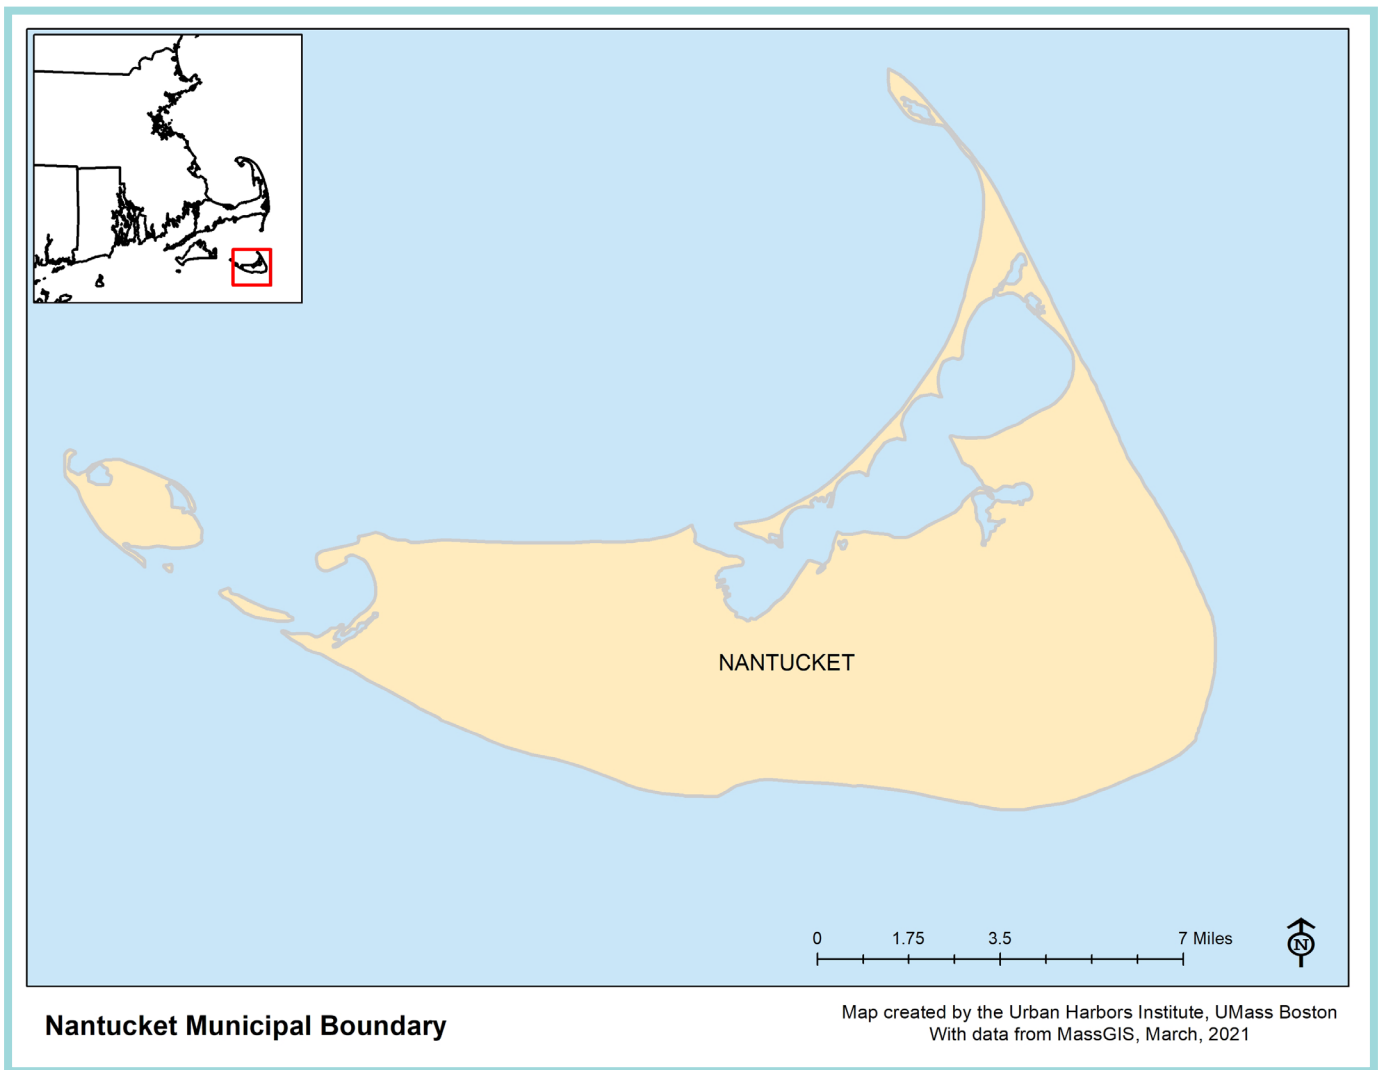 NANTUCKET
0 1.75 3.5 7 Miles
N
Nantucket Municipal Boundary
Map created by the Urban Harbors Institute, UMass Boston
With data from MassGIS, March, 2021